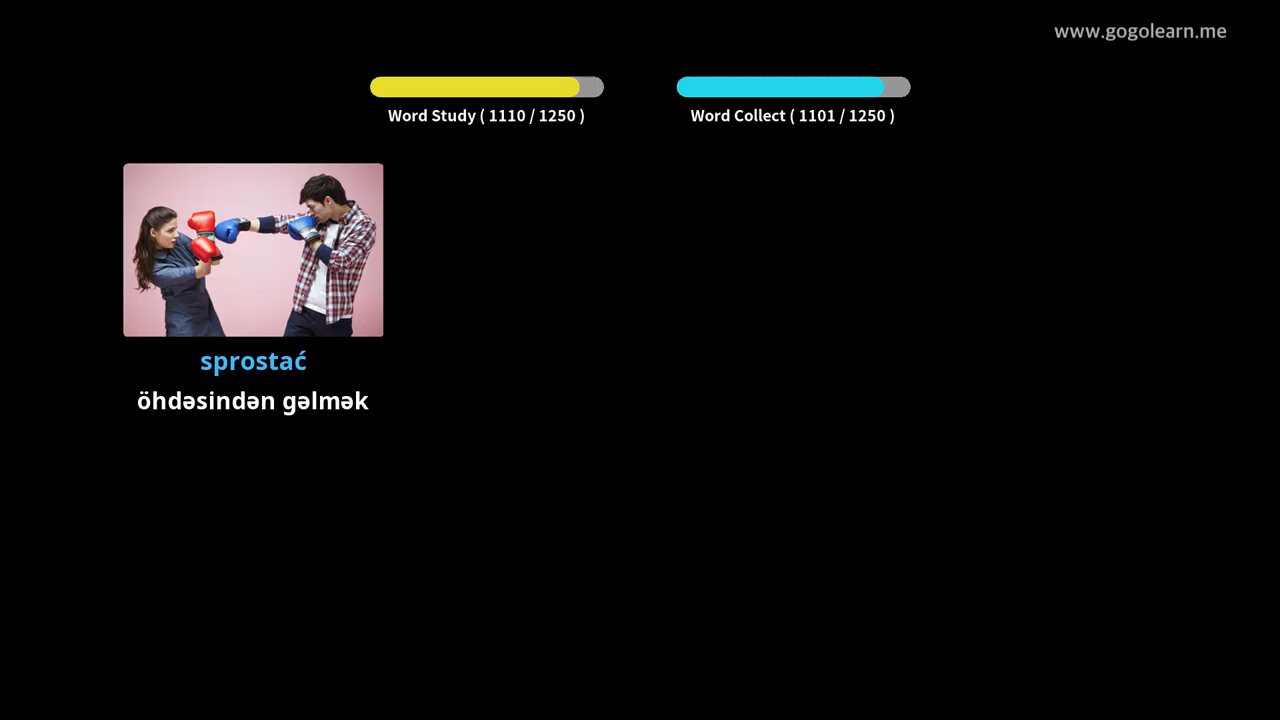 www.gogolearn.me
Word Study ( 1110 / 1250 )
Word Collect ( 1101 / 1250 )
sprostać
öhdəsindən gəlmək